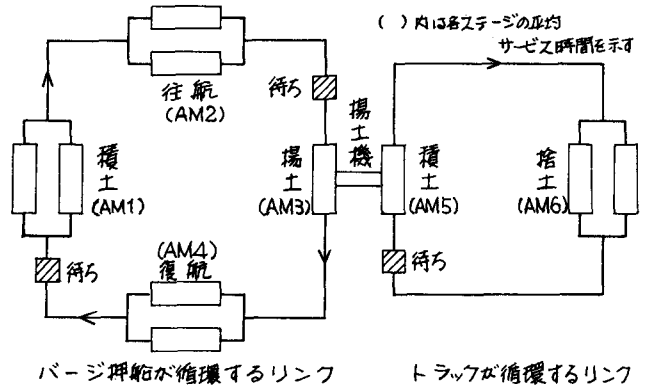 ( )内は各ステージの平均
サービス時間を示す
往航
(AM2)
待ち
揚土機
積土
(AM1)
揚土
(AM3)
積土
(AM5)
捨土
(AM6)
(AM4)
復航
待ち
待ち
バージ押船が循環するリンク
トラックが循環するリンク